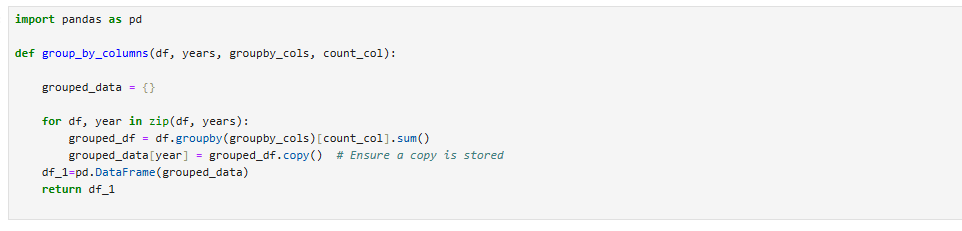 import pandas as pd
def group_by_columns(df, years, groupby_cols, count_col):
    grouped_data = {}
    for df, year in zip(df, years):
        grouped_df = df.groupby(groupby_cols)[count_col].sum()
        grouped_data[year] = grouped_df.copy()  # Ensure a copy is stored
    df_1=pd.DataFrame(grouped_data)
    return df_1